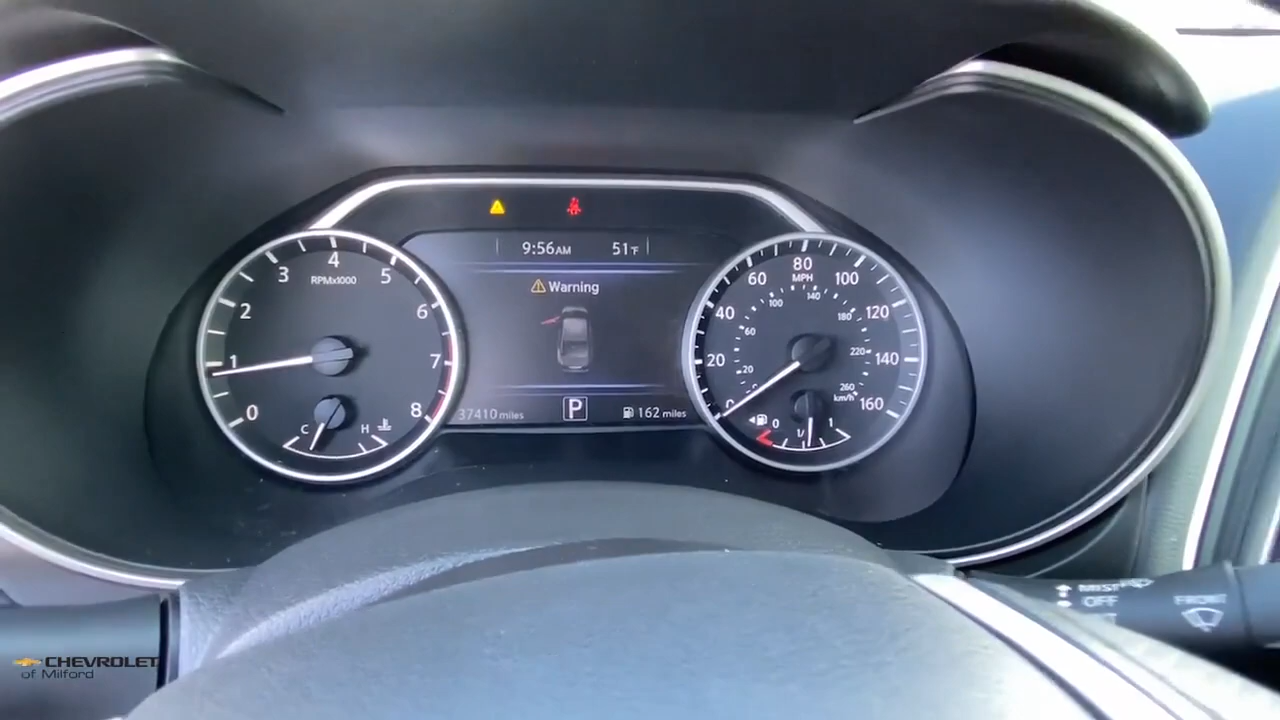 9:56AM 51°F
Warning
37410 miles
P
162 miles
RPMx1000
0 1 2 3 4 5 6 7 8
C H
MPH
0 20 40 60 80 100 120 140 160
20 60 100 140 180 220 260
km/h
0 1
MIST
OFF
FRONT
CHEVROLET
of Milford